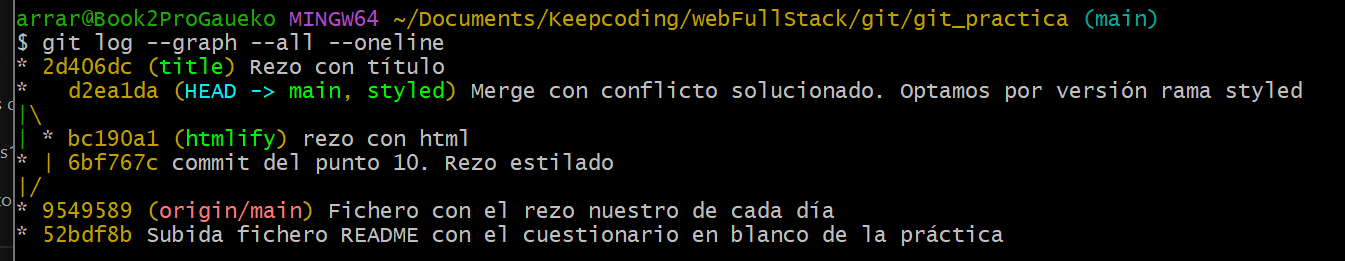 arrar@Book2ProGaueko MINGW64 ~/Documents/Keepcoding/webFullStack/git/git_practica (main)
$ git log --graph --all --oneline
* 2d406dc (title) Rezo con título
*   d2ea1da (HEAD -> main, styled) Merge con conflicto solucionado. Optamos por versión rama styled
|\
| * bc190a1 (htmlify) rezo con html
* | 6bf767c commit del punto 10. Rezo estilado
|/
* 9549589 (origin/main) Fichero con el rezo nuestro de cada día
* 52bdf8b Subida fichero README con el cuestionario en blanco de la práctica